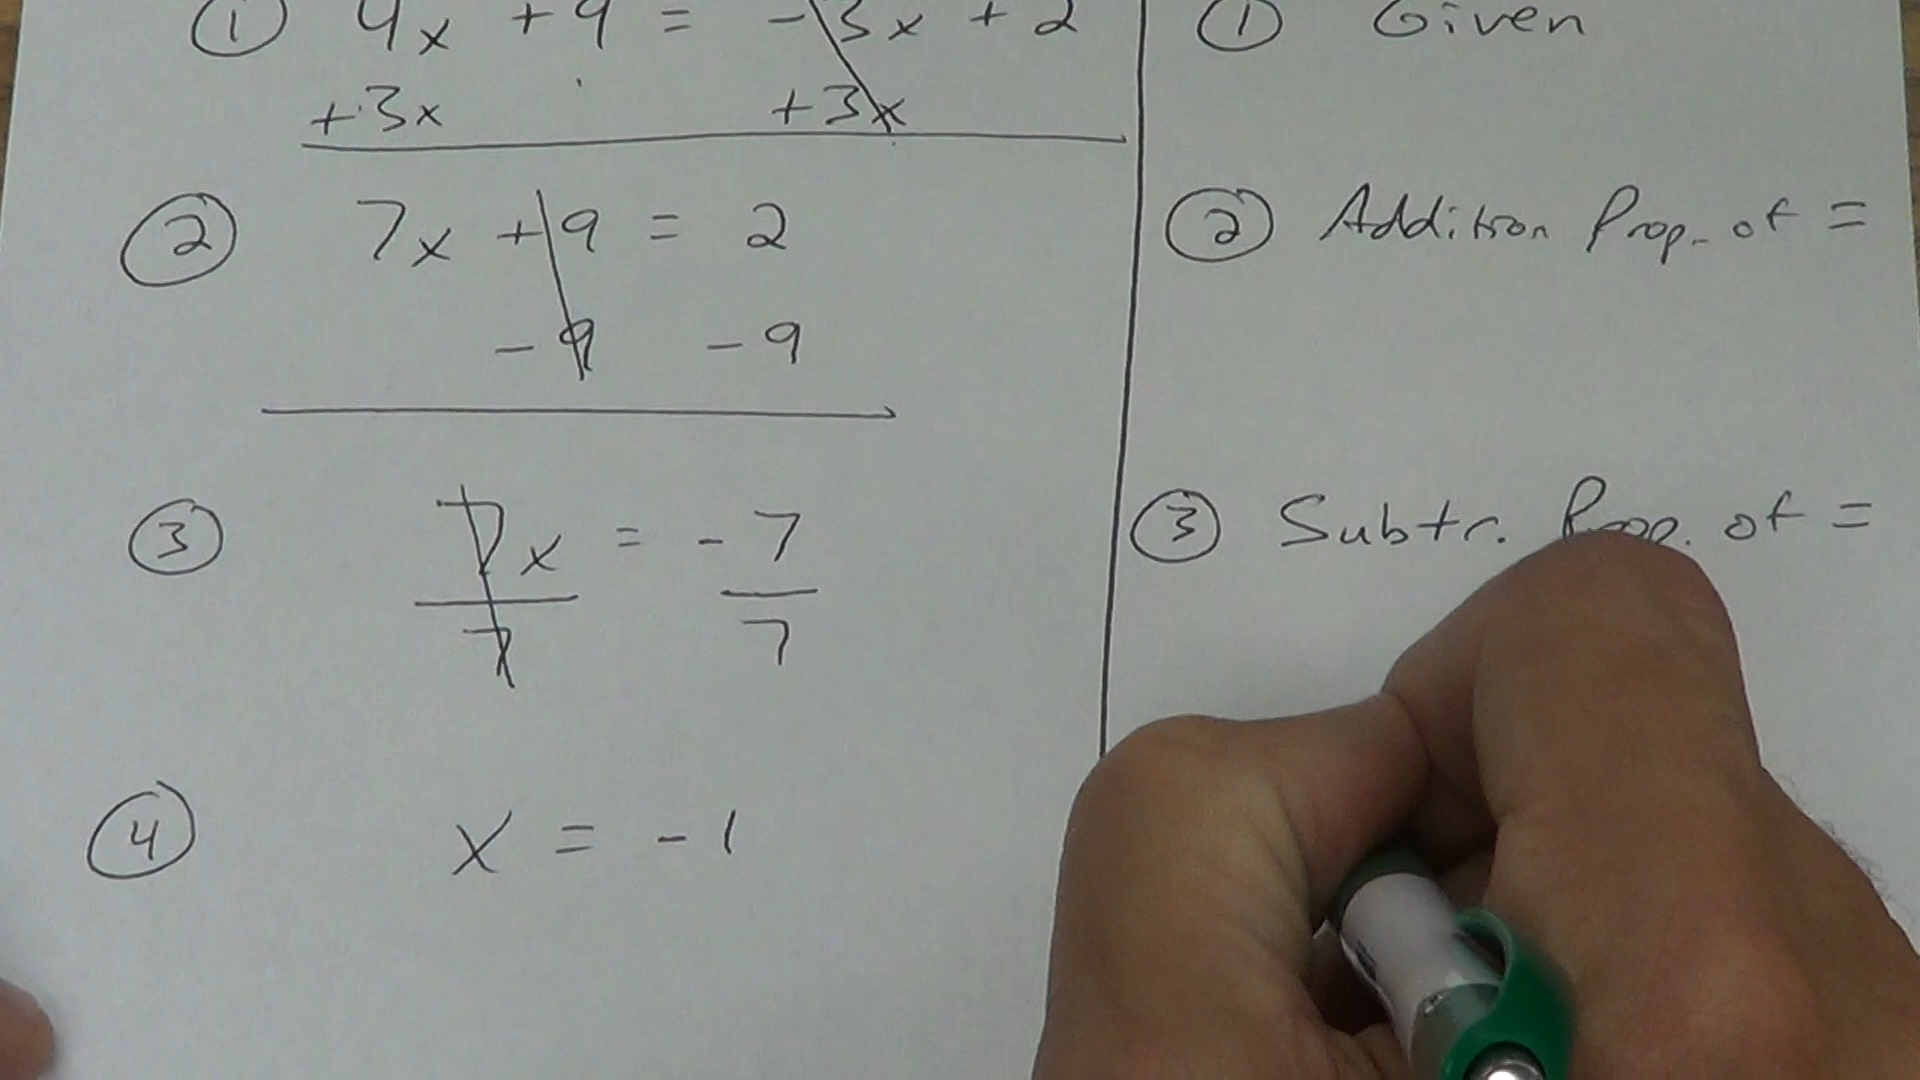 ① 4x + 9 = -3x + 2
① Given
+3x +3x
② 7x + 9 = 2
② Addition Prop. of =
- 9 - 9
③ 7x = -7
③ Subtr. Prop. of =
7 7
④ x = -1